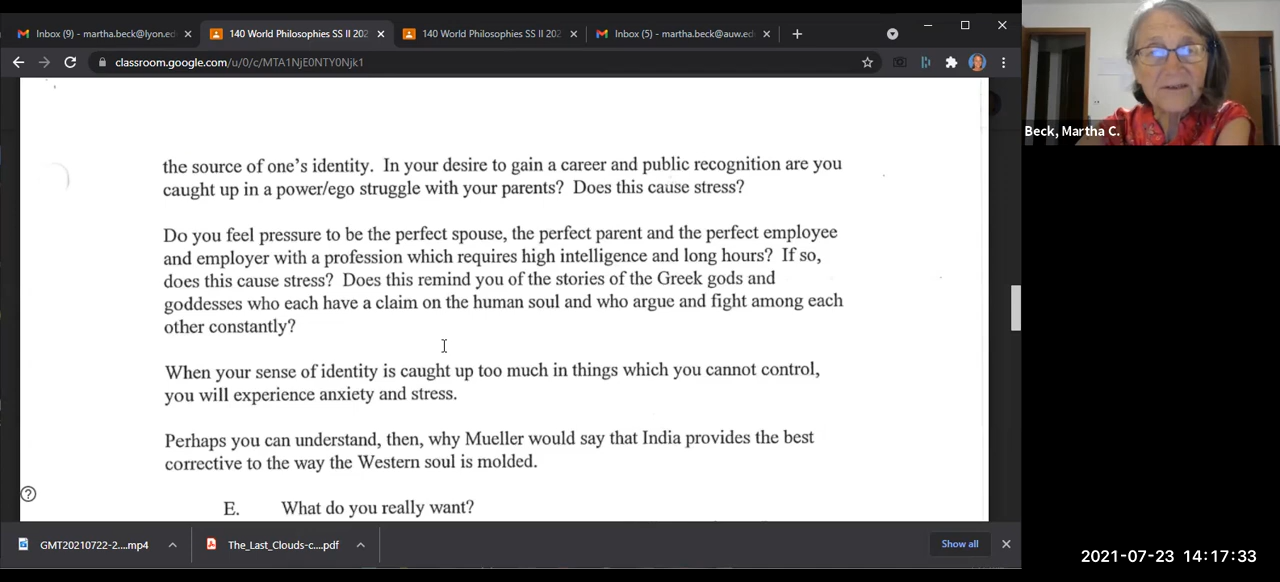 Inbox (9) - martha.beck@lyon.ed
140 World Philosophies SS II 202
140 World Philosophies SS II 202
Inbox (5) - martha.beck@auw.ed
classroom.google.com/u/0/c/MTA1NjE0NTY0Njk1
Beck, Martha C.
the source of one's identity. In your desire to gain a career and public recognition are you
caught up in a power/ego struggle with your parents? Does this cause stress?
Do you feel pressure to be the perfect spouse, the perfect parent and the perfect employee
and employer with a profession which requires high intelligence and long hours? If so,
does this cause stress? Does this remind you of the stories of the Greek gods and
goddesses who each have a claim on the human soul and who argue and fight among each
other constantly?
When your sense of identity is caught up too much in things which you cannot control,
you will experience anxiety and stress.
Perhaps you can understand, then, why Mueller would say that India provides the best
corrective to the way the Western soul is molded.
E. What do you really want?
GMT20210722-2....mp4
The_Last_Clouds-c....pdf
Show all
2021-07-23 14:17:33